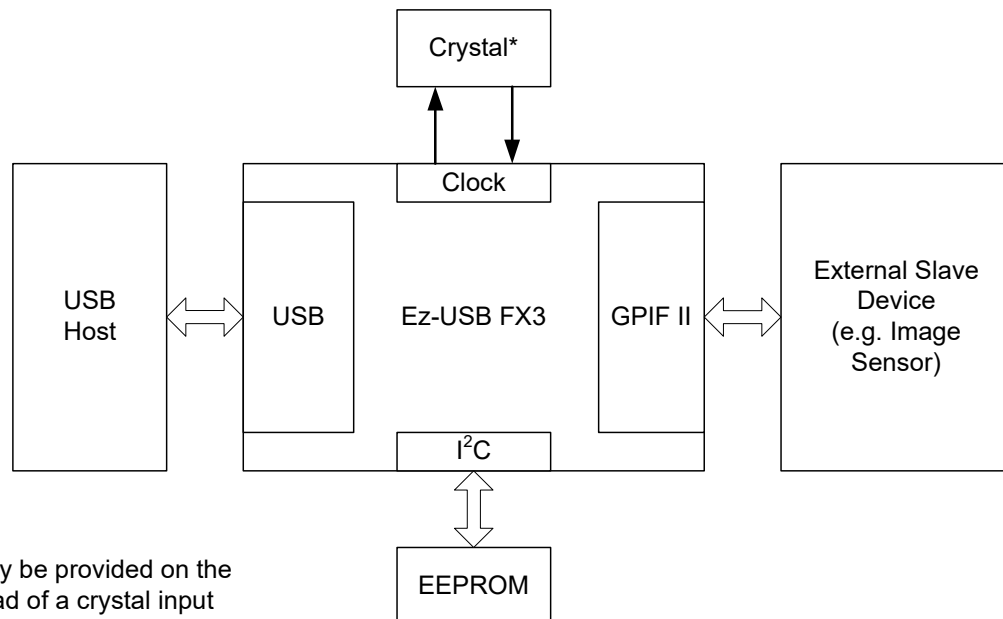 Crystal*
Clock
USB
Host
USB
Ez-USB FX3
GPIF II
External Slave
Device
(e.g. Image
Sensor)
I²C
EEPROM
be provided on the
of a crystal input